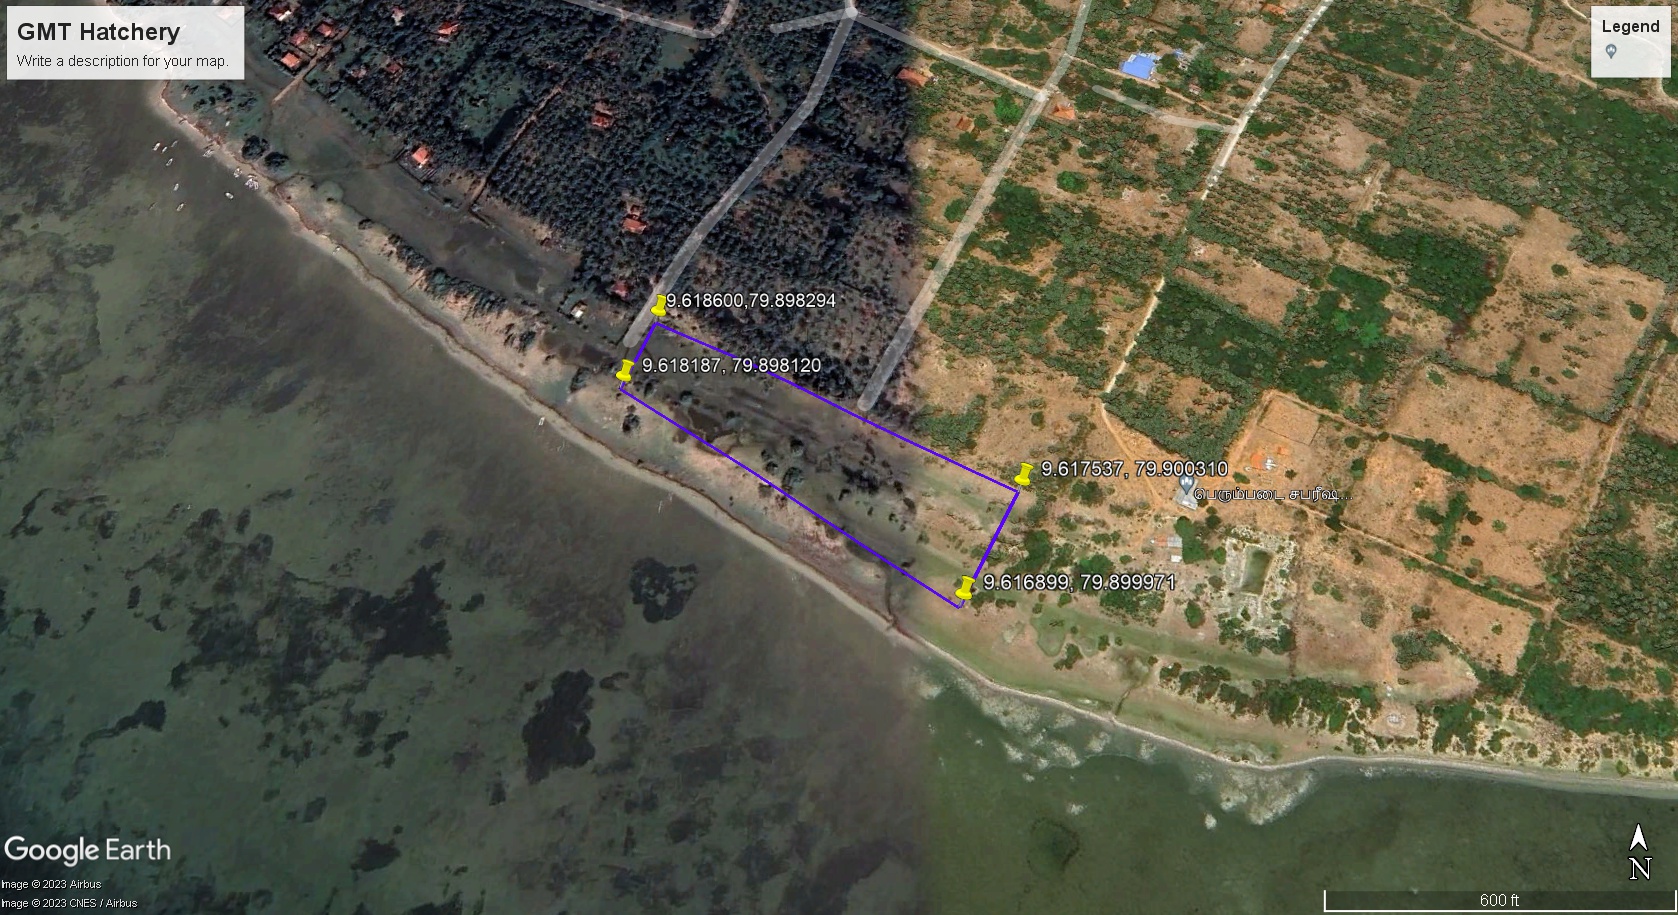 GMT Hatchery
Write a description for your map.
Legend
9.618600,79.898294
9.618187, 79.898120
9.617537, 79.900310
பெரும்படை சபரீஷ...
9.616899, 79.899971
Google Earth
Image © 2023 Airbus
Image © 2023 CNES / Airbus
N
600 ft